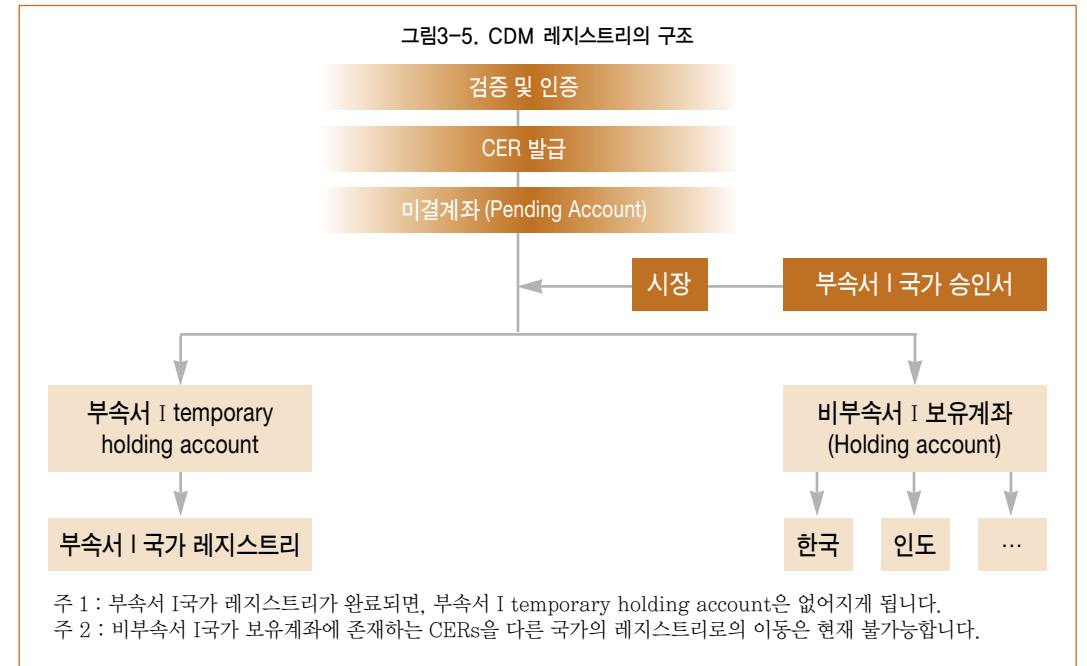 그림3-5. CDM 레지스트리의 구조
검증 및 인증
CER 발급
미결계좌 (Pending Account)
시장
부속서 I 국가 승인서
부속서 I temporary
holding account
비부속서 I 보유계좌
(Holding account)
부속서 I 국가 레지스트리
한국
인도
…
주 1 : 부속서 I국가 레지스트리가 완료되면, 부속서 I temporary holding account은 없어지게 됩니다.
주 2 : 비부속서 I국가 보유계좌에 존재하는 CERs을 다른 국가의 레지스트리로의 이동은 현재 불가능합니다.